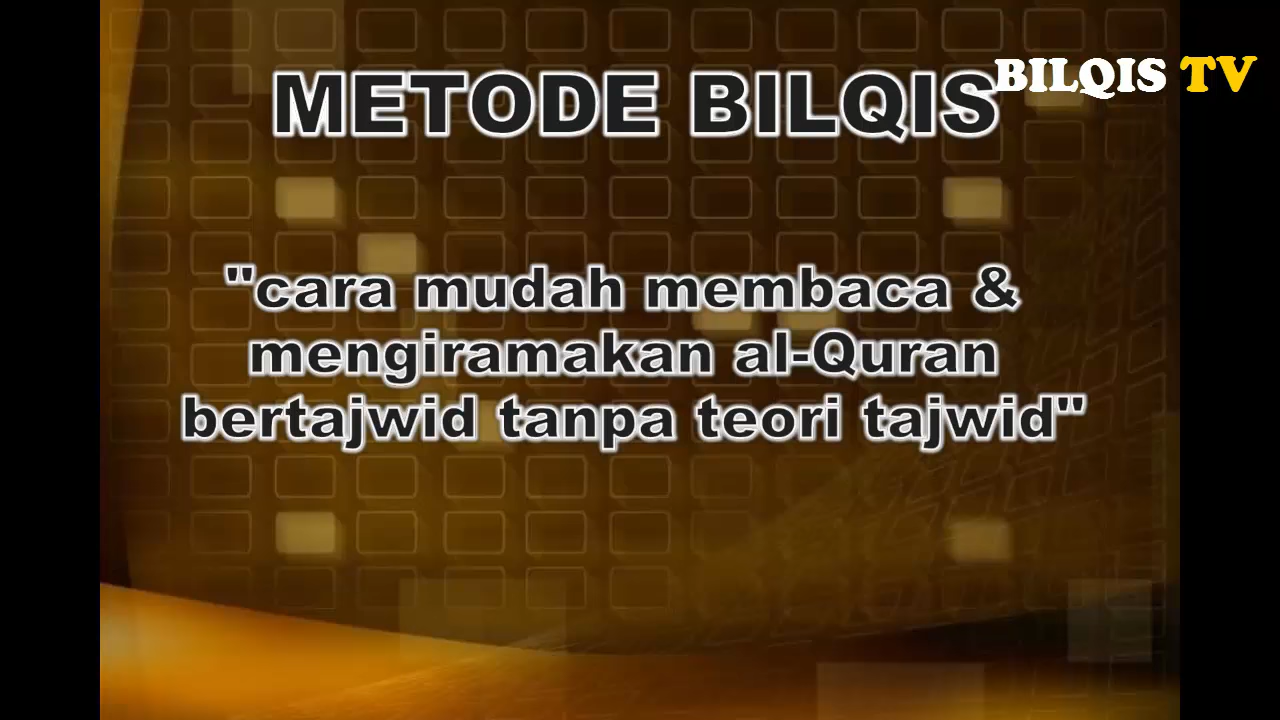 BILQIS TV
METODE BILQIS
"cara mudah membaca &
mengiramakan al-Quran
bertajwid tanpa teori tajwid"